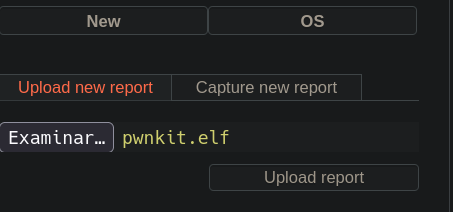 New OS
Upload new report Capture new report
Examinar… pwnkit.elf
Upload report